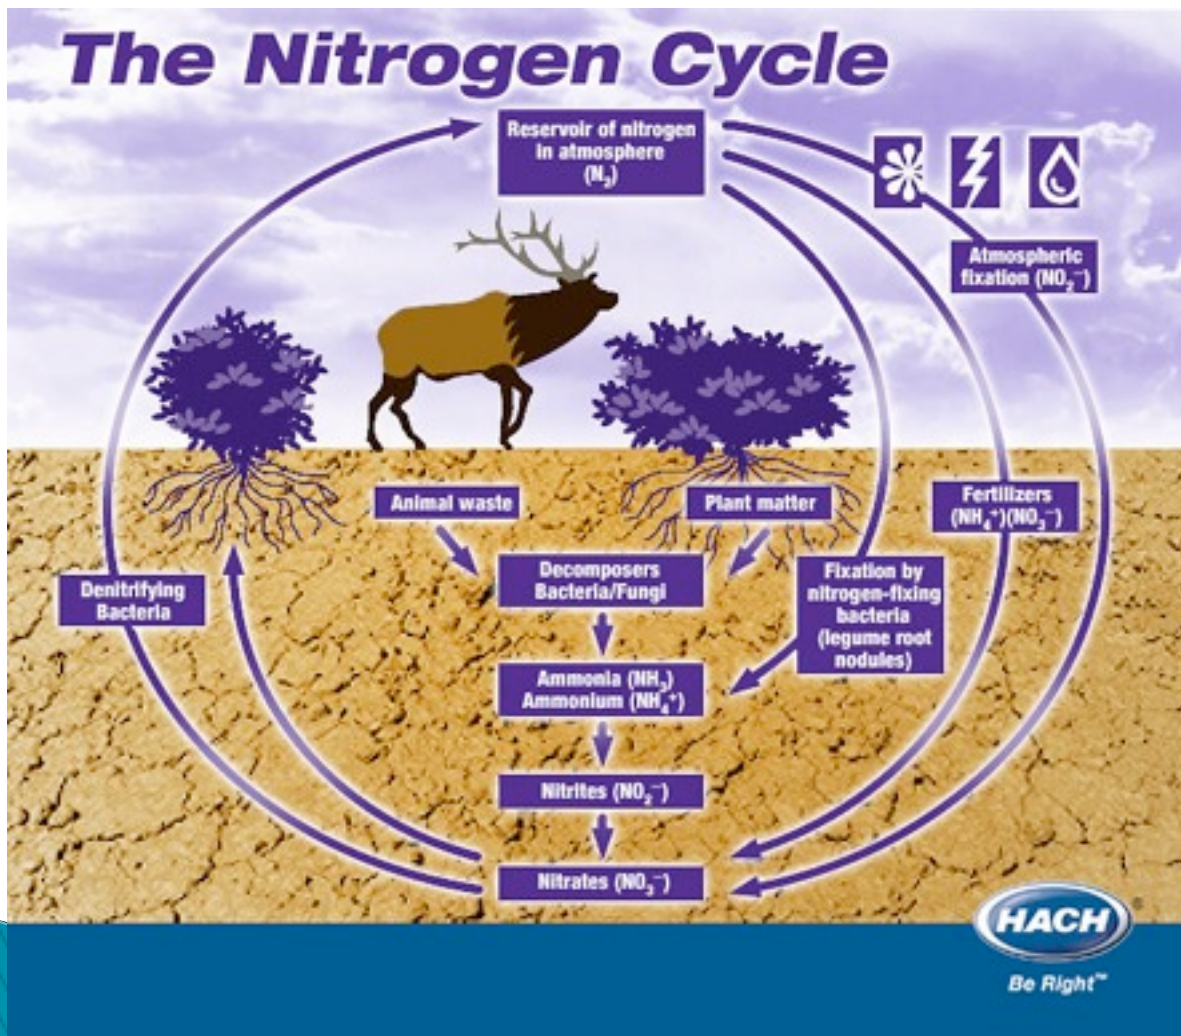 The Nitrogen Cycle
Reservoir of nitrogen
in atmosphere
(N₂)
Atmospheric
fixation (NO₂⁻)
Animal waste
Plant matter
Fertilizers
(NH₄⁺)(NO₃⁻)
Decomposers
Bacteria/Fungi
Fixation by
nitrogen-fixing
bacteria
(legume root
nodules)
Denitrifying
Bacteria
Ammonia (NH₃)
Ammonium (NH₄⁺)
Nitrites (NO₂⁻)
Nitrates (NO₃⁻)
HACH®
Be Right™